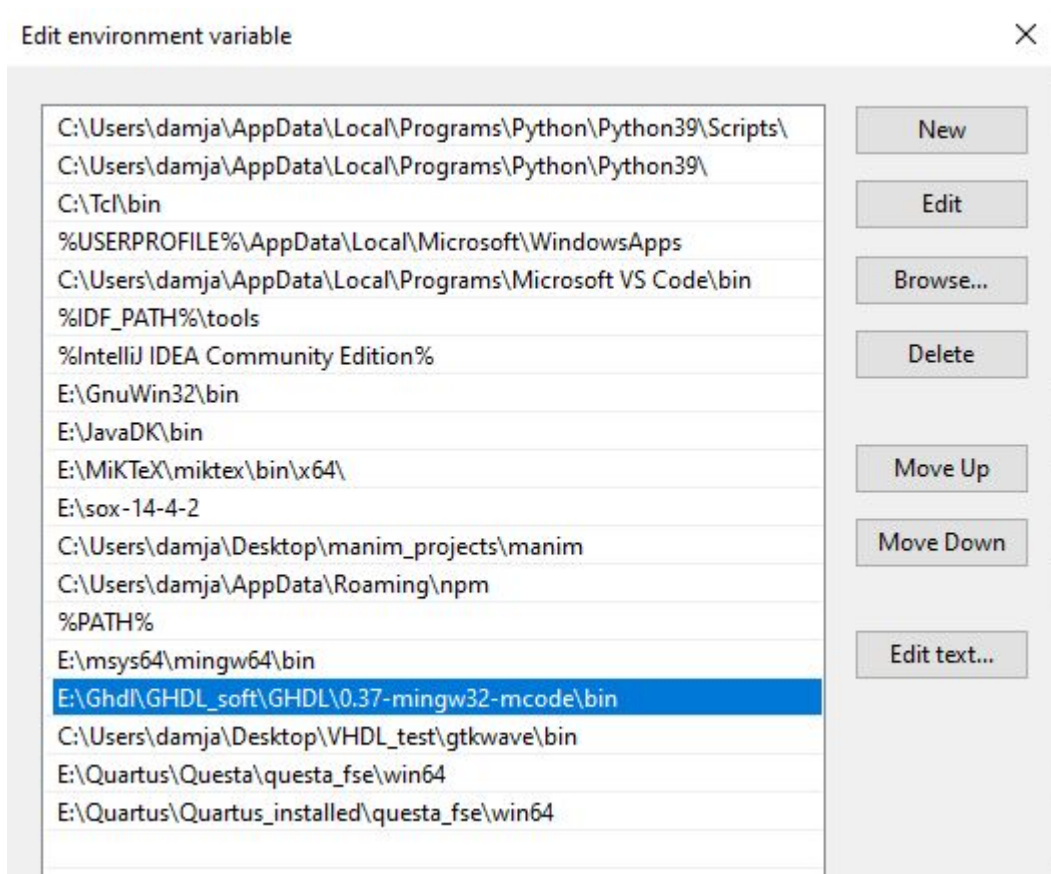 Edit environment variable
C:\Users\damja\AppData\Local\Programs\Python\Python39\Scripts\
C:\Users\damja\AppData\Local\Programs\Python\Python39\
C:\Tcl\bin
%USERPROFILE%\AppData\Local\Microsoft\WindowsApps
C:\Users\damja\AppData\Local\Programs\Microsoft VS Code\bin
%IDF_PATH%\tools
%IntelliJ IDEA Community Edition%
E:\GnuWin32\bin
E:\JavaDK\bin
E:\MiKTeX\miktex\bin\x64\
E:\sox-14-4-2
C:\Users\damja\Desktop\manim_projects\manim
C:\Users\damja\AppData\Roaming\npm
%PATH%
E:\msys64\mingw64\bin
E:\Ghdl\GHDL_soft\GHDL\0.37-mingw32-mcode\bin
C:\Users\damja\Desktop\VHDL_test\gtkwave\bin
E:\Quartus\Questa\questa_fse\win64
E:\Quartus\Quartus_installed\questa_fse\win64
New
Edit
Browse...
Delete
Move Up
Move Down
Edit text...